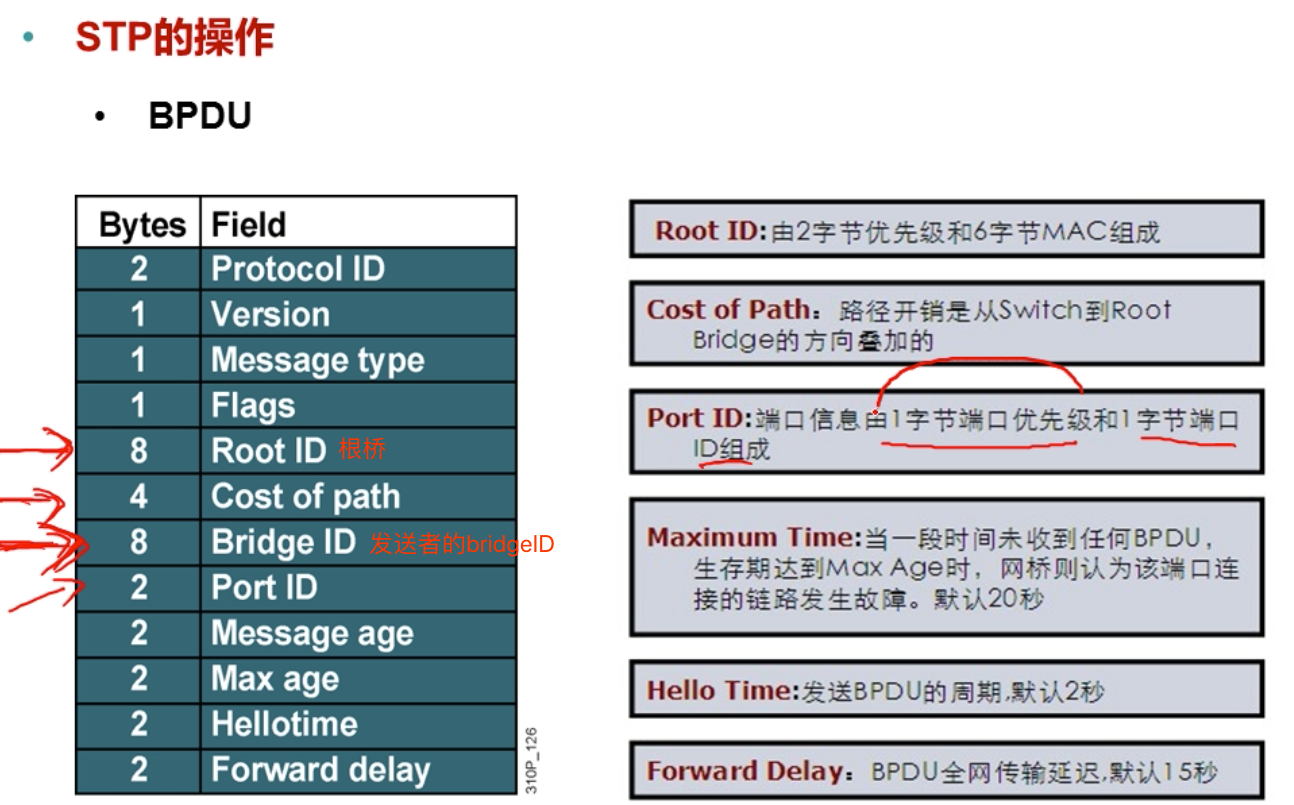 • STP的操作
• BPDU
Bytes Field
2 Protocol ID
1 Version
1 Message type
1 Flags
8 Root ID 根桥
4 Cost of path
8 Bridge ID 发送者的bridgeID
2 Port ID
2 Message age
2 Max age
2 Hellotime
2 Forward delay
310P_126
Root ID:由2字节优先级和6字节MAC组成
Cost of Path：路径开销是从Switch到Root
Bridge的方向叠加的
Port ID:端口信息由1字节端口优先级和1字节端口
ID组成
Maximum Time:当一段时间未收到任何BPDU，
生存期达到Max Age时，网桥则认为该端口连
接的链路发生故障。默认20秒
Hello Time:发送BPDU的周期,默认2秒
Forward Delay：BPDU全网传输延迟,默认15秒